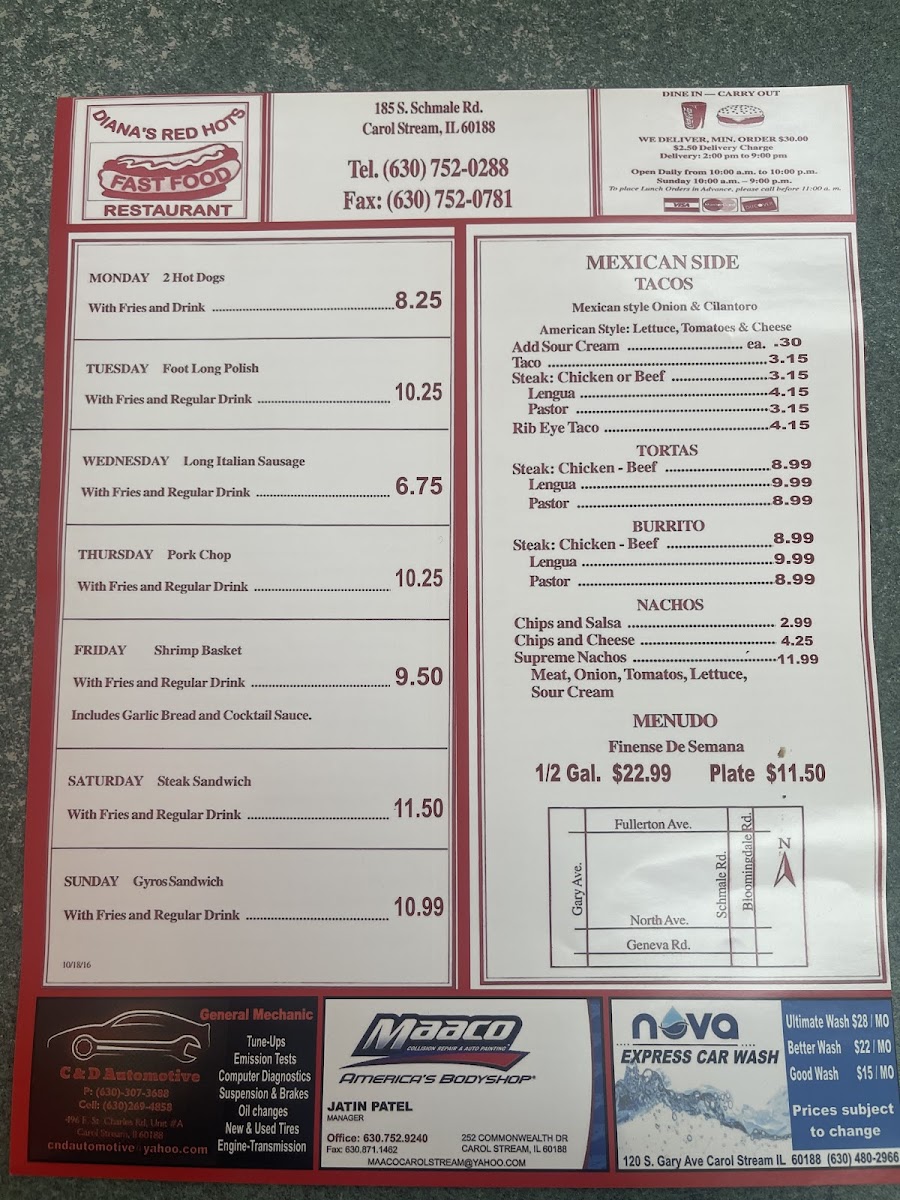 DIANA'S RED HOTS
FAST FOOD
RESTAURANT
185 S. Schmale Rd.
Carol Stream, IL 60188
Tel. (630) 752-0288
Fax: (630) 752-0781
DINE IN — CARRY OUT
WE DELIVER, MIN. ORDER $30.00
$2.50 Delivery Charge
Delivery: 2:00 pm to 9:00 pm
Open Daily from 10:00 a.m. to 10:00 p.m.
Sunday 10:00 a.m. – 9:00 p.m.
To place Lunch Orders in Advance, please call before 11:00 a. m.
VISA
MONDAY 2 Hot Dogs
With Fries and Drink 8.25
TUESDAY Foot Long Polish
With Fries and Regular Drink 10.25
WEDNESDAY Long Italian Sausage
With Fries and Regular Drink 6.75
THURSDAY Pork Chop
With Fries and Regular Drink 10.25
FRIDAY Shrimp Basket
With Fries and Regular Drink 9.50
Includes Garlic Bread and Cocktail Sauce.
SATURDAY Steak Sandwich
With Fries and Regular Drink 11.50
SUNDAY Gyros Sandwich
With Fries and Regular Drink 10.99
10/18/16
MEXICAN SIDE
TACOS
Mexican style Onion & Cilantoro
American Style: Lettuce, Tomatoes & Cheese
Add Sour Cream ea. .30
Taco 3.15
Steak: Chicken or Beef 3.15
Lengua 4.15
Pastor 3.15
Rib Eye Taco 4.15
TORTAS
Steak: Chicken - Beef 8.99
Lengua 9.99
Pastor 8.99
BURRITO
Steak: Chicken - Beef 8.99
Lengua 9.99
Pastor 8.99
NACHOS
Chips and Salsa 2.99
Chips and Cheese 4.25
Supreme Nachos 11.99
Meat, Onion, Tomatos, Lettuce,
Sour Cream
MENUDO
Finense De Semana
1/2 Gal. $22.99 Plate $11.50
Fullerton Ave.
Gary Ave.
Schmale Rd.
Bloomingdale Rd.
N
North Ave.
Geneva Rd.
General Mechanic
C & D Automotive
P: (630)-307-3688
Cell: (630)269-4858
496 E. St Charles Rd, Unit #A
Carol Stream, Il 60188
cndautomotive@yahoo.com
Tune-Ups
Emission Tests
Computer Diagnostics
Suspension & Brakes
Oil changes
New & Used Tires
Engine-Transmission
Maaco
COLLISION REPAIR & AUTO PAINTING
AMERICA'S BODYSHOP®
JATIN PATEL
MANAGER
Office: 630.752.9240
Fax: 630.871.1462
252 COMMONWEALTH DR
CAROL STREAM, IL 60188
MAACOCAROLSTREAM@YAHOO.COM
nova
EXPRESS CAR WASH
Ultimate Wash $28 / MO
Better Wash $22 / MO
Good Wash $15 / MO
Prices subject
to change
120 S. Gary Ave Carol Stream IL 60188 (630) 480-2966